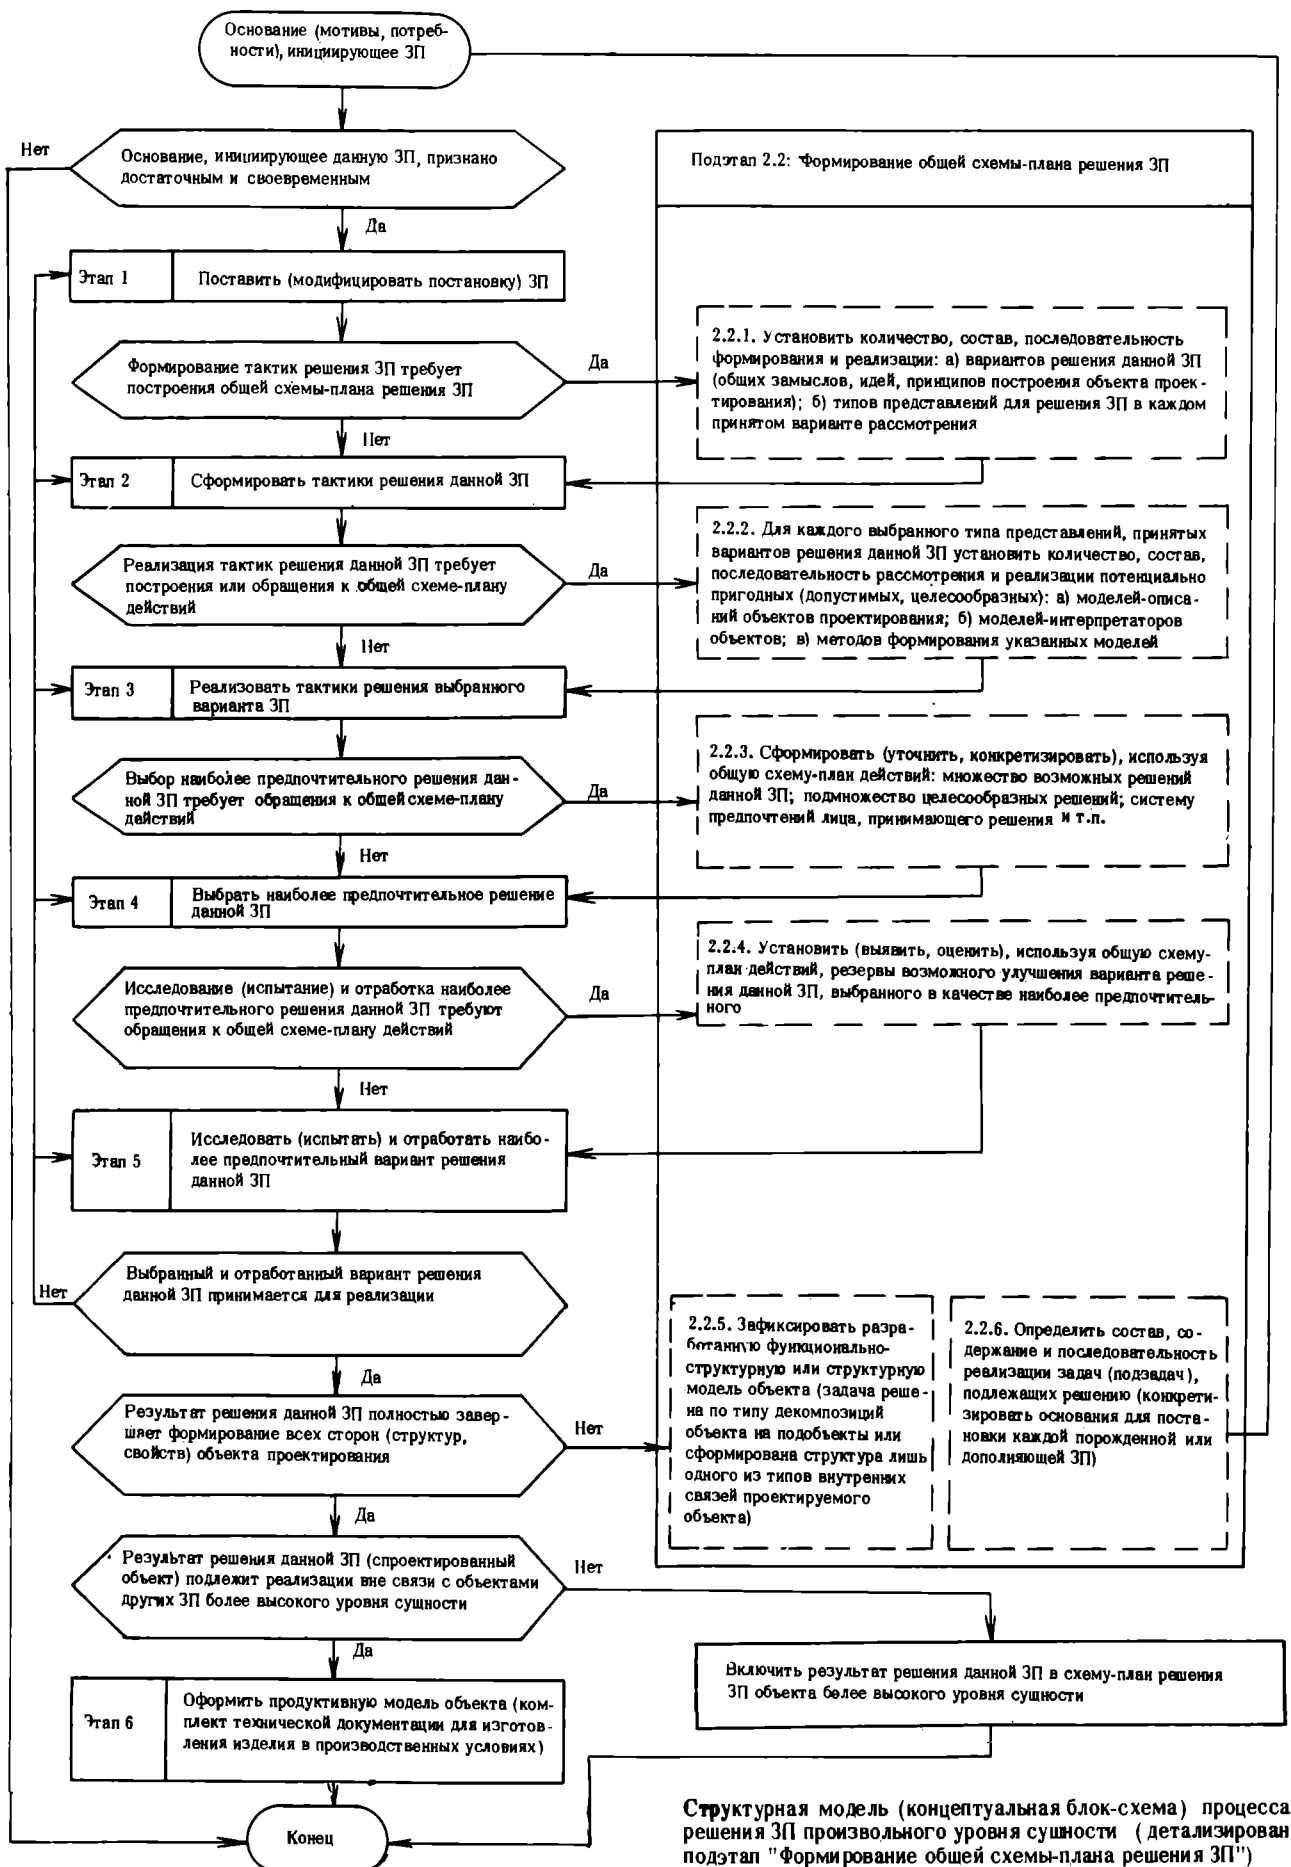 Основание (мотивы, потреб-
ности), инициирующее ЗП
Нет
Основание, инициирующее данную ЗП, признано
достаточным и своевременным
Да
Подэтап 2.2: Формирование общей схемы-плана решения ЗП
Этап 1
Поставить (модифицировать постановку) ЗП
Формирование тактик решения ЗП требует
построения общей схемы-плана решения ЗП
Да
Нет
2.2.1. Установить количество, состав, последовательность
формирования и реализации: а) вариантов решения данной ЗП
(общих замыслов, идей, принципов построения объекта проек-
тирования); б) типов представлений для решения ЗП в каждом
принятом варианте рассмотрения
Этап 2
Сформировать тактики решения данной ЗП
Реализация тактик решения данной ЗП требует
построения или обращения к общей схеме-плану
действий
Да
Нет
2.2.2. Для каждого выбранного типа представлений, принятых
вариантов решения данной ЗП установить количество, состав,
последовательность рассмотрения и реализации потенциально
пригодных (допустимых, целесообразных): а) моделей-описа-
ний объектов проектирования; б) моделей-интерпретаторов
объектов; в) методов формирования указанных моделей
Этап 3
Реализовать тактики решения выбранного
варианта ЗП
Выбор наиболее предпочтительного решения дан-
ной ЗП требует обращения к общей схеме-плану
действий
Да
Нет
2.2.3. Сформировать (уточнить, конкретизировать), используя
общую схему-план действий: множество возможных решений
данной ЗП; подмножество целесообразных решений; систему
предпочтений лица, принимающего решения и т.п.
Этап 4
Выбрать наиболее предпочтительное решение
данной ЗП
Исследование (испытание) и отработка наиболее
предпочтительного решения данной ЗП требуют
обращения к общей схеме-плану действий
Да
Нет
2.2.4. Установить (выявить, оценить), используя общую схему-
план действий, резервы возможного улучшения варианта реше-
ния данной ЗП, выбранного в качестве наиболее предпочтитель-
ного
Этап 5
Исследовать (испытать) и отработать наибо-
лее предпочтительный вариант решения
данной ЗП
Выбранный и отработанный вариант решения
данной ЗП принимается для реализации
Нет
Да
Результат решения данной ЗП полностью завер-
шает формирование всех сторон (структур,
свойств) объекта проектирования
Нет
Да
2.2.5. Зафиксировать разра-
ботанную функционально-
структурную или структурную
модель объекта (задача реше-
на по типу декомпозиций
объекта на подобъекты или
сформирована структура лишь
одного из типов внутренних
связей проектируемого
объекта)
2.2.6. Определить состав, со-
держание и последовательность
реализации задач (подзадач),
подлежащих решению (конкрети-
зировать основания для поста-
новки каждой порожденной или
дополняющей ЗП)
Результат решения данной ЗП (спроектированный
объект) подлежит реализации вне связи с объектами
других ЗП более высокого уровня сущности
Нет
Да
Включить результат решения данной ЗП в схему-план решения
ЗП объекта более высокого уровня сущности
Этап 6
Оформить продуктивную модель объекта (ком-
плект технической документации для изготов-
ления изделия в производственных условиях)
Конец
Структурная модель (концептуальная блок-схема) процесса
решения ЗП произвольного уровня сущности (детализирован
подэтап "Формирование общей схемы-плана решения ЗП")